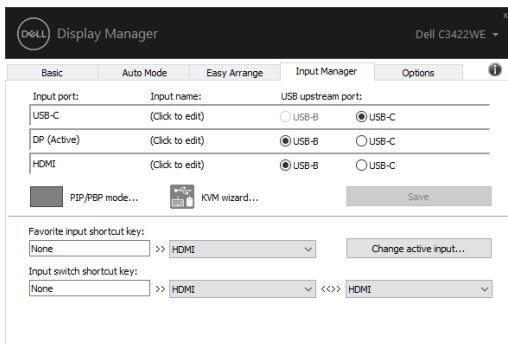 DELL Display Manager Dell C3422WE
x
Basic Auto Mode Easy Arrange Input Manager Options
Input port: Input name: USB upstream port:
USB-C (Click to edit) USB-B USB-C
DP (Active) (Click to edit) USB-B USB-C
HDMI (Click to edit) USB-B USB-C
PIP/PBP mode... KVM wizard... Save
Favorite input shortcut key:
None >> HDMI Change active input...
Input switch shortcut key:
None >> HDMI <<>> HDMI